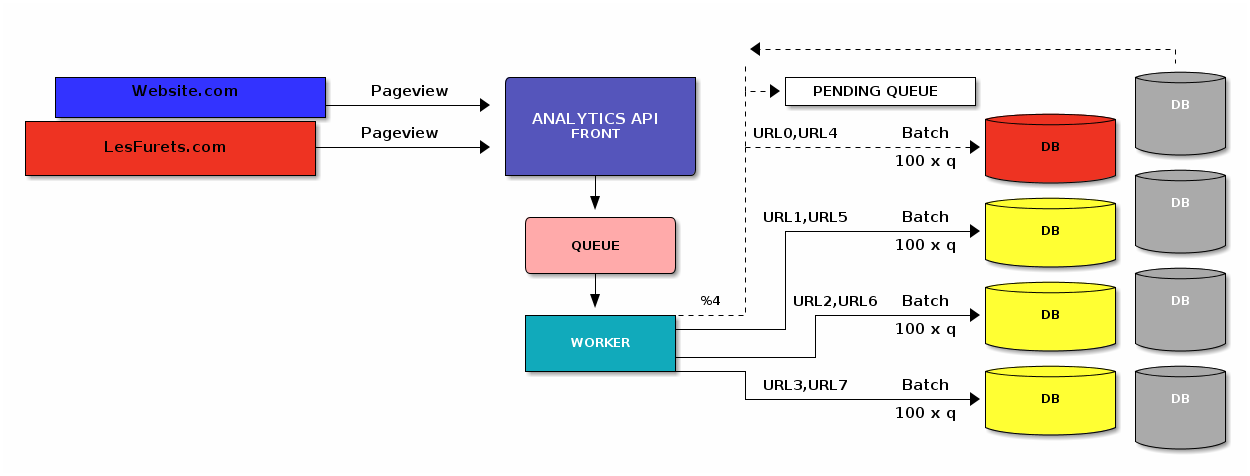 Website.com
Pageview
LesFurets.com
Pageview
ANALYTICS API
FRONT
QUEUE
WORKER
%4
PENDING QUEUE
URL0,URL4 Batch
100 x q
DB
DB
URL1,URL5 Batch
100 x q
DB
DB
URL2,URL6 Batch
100 x q
DB
DB
URL3,URL7 Batch
100 x q
DB
DB